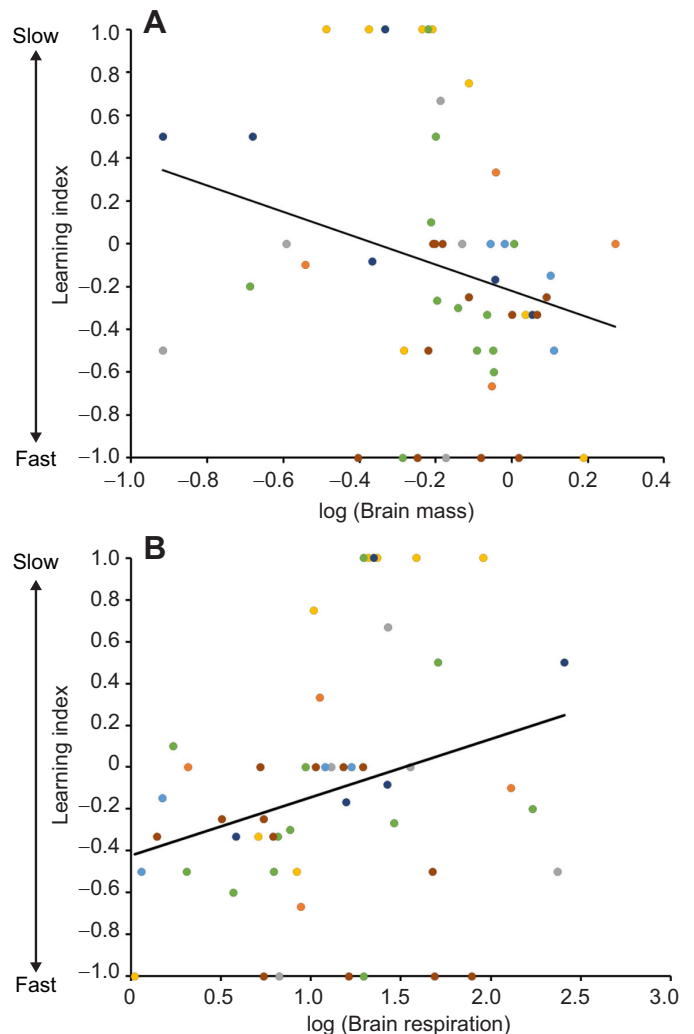 A
Slow
1.0
0.8
0.6
0.4
0.2
0
–0.2
–0.4
–0.6
–0.8
–1.0
Fast
Learning index
–1.0 –0.8 –0.6 –0.4 –0.2 0 0.2 0.4
log (Brain mass)
B
Slow
1.0
0.8
0.6
0.4
0.2
0
–0.2
–0.4
–0.6
–0.8
–1.0
Fast
Learning index
0 0.5 1.0 1.5 2.0 2.5 3.0
log (Brain respiration)